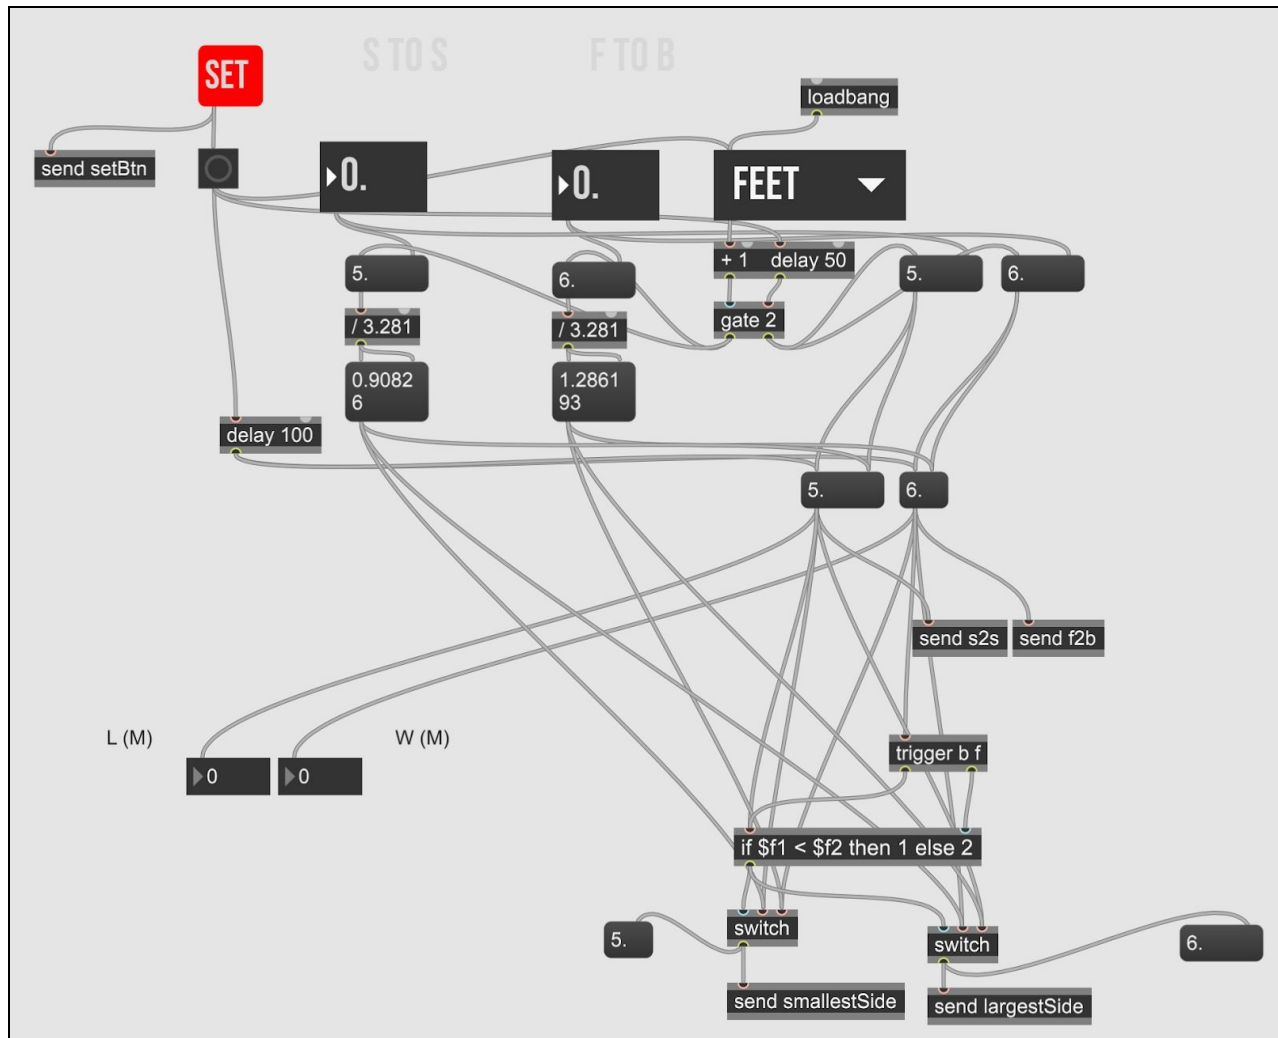 S TO S
F TO B
SET
loadbang
send setBtn
0.
0.
FEET
+ 1
delay 50
5.
6.
5.
6.
/ 3.281
/ 3.281
gate 2
0.9082
6
1.2861
93
delay 100
5.
6.
send s2s
send f2b
L (M)
W (M)
0
0
trigger b f
if $f1 < $f2 then 1 else 2
switch
switch
5.
6.
send smallestSide
send largestSide